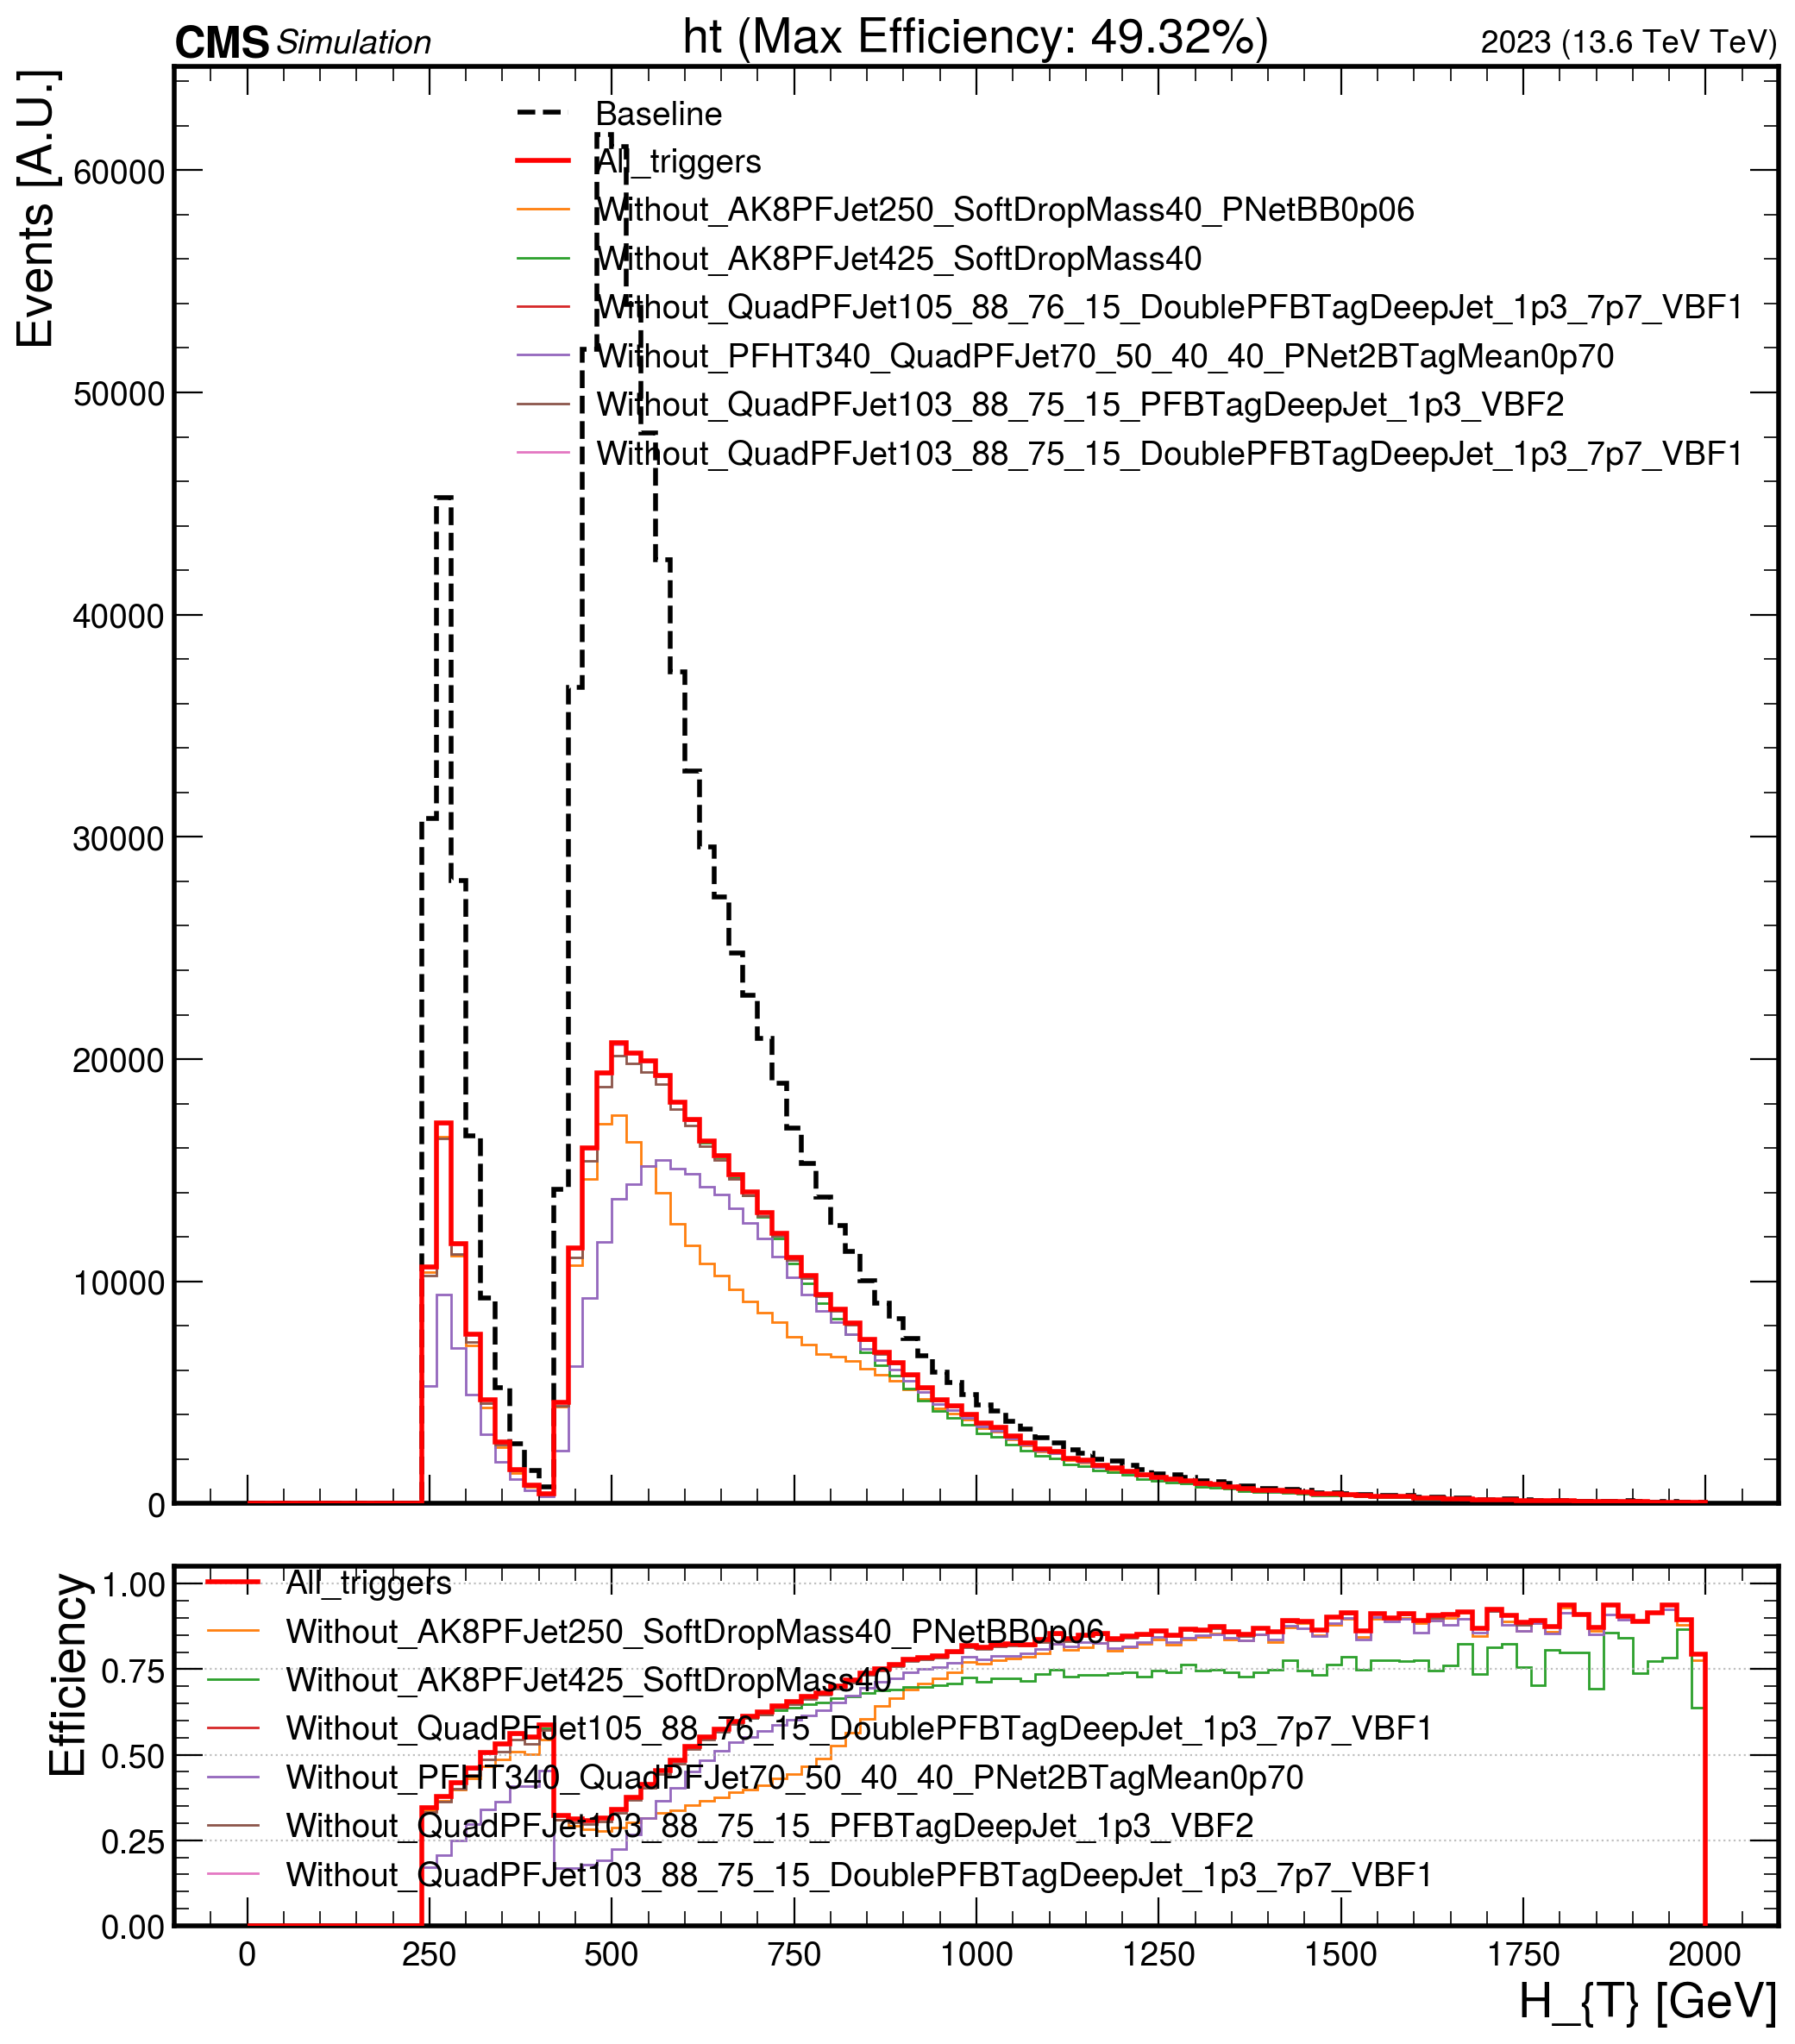 CMS Simulation ht (Max Efficiency: 49.32%) 2023 (13.6 TeV TeV)
Events [A.U.]
60000
50000
40000
30000
20000
10000
0
Baseline
All_triggers
Without_AK8PFJet250_SoftDropMass40_PNetBB0p06
Without_AK8PFJet425_SoftDropMass40
Without_QuadPFJet105_88_76_15_DoublePFBTagDeepJet_1p3_7p7_VBF1
Without_PFHT340_QuadPFJet70_50_40_40_PNet2BTagMean0p70
Without_QuadPFJet103_88_75_15_PFBTagDeepJet_1p3_VBF2
Without_QuadPFJet103_88_75_15_DoublePFBTagDeepJet_1p3_7p7_VBF1
Efficiency
1.00
0.75
0.50
0.25
0.00
All_triggers
Without_AK8PFJet250_SoftDropMass40_PNetBB0p06
Without_AK8PFJet425_SoftDropMass40
Without_QuadPFJet105_88_76_15_DoublePFBTagDeepJet_1p3_7p7_VBF1
Without_PFHT340_QuadPFJet70_50_40_40_PNet2BTagMean0p70
Without_QuadPFJet103_88_75_15_PFBTagDeepJet_1p3_VBF2
Without_QuadPFJet103_88_75_15_DoublePFBTagDeepJet_1p3_7p7_VBF1
0 250 500 750 1000 1250 1500 1750 2000
H_{T} [GeV]